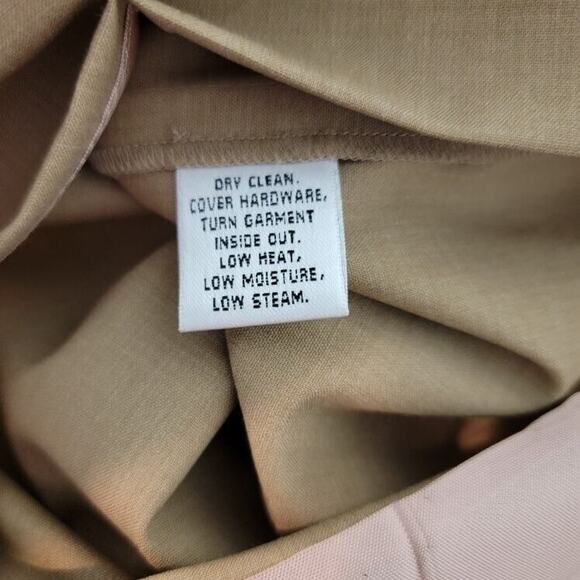 DRY CLEAN.
COVER HARDWARE,
TURN GARMENT
INSIDE OUT.
LOW HEAT,
LOW MOISTURE,
LOW STEAM.